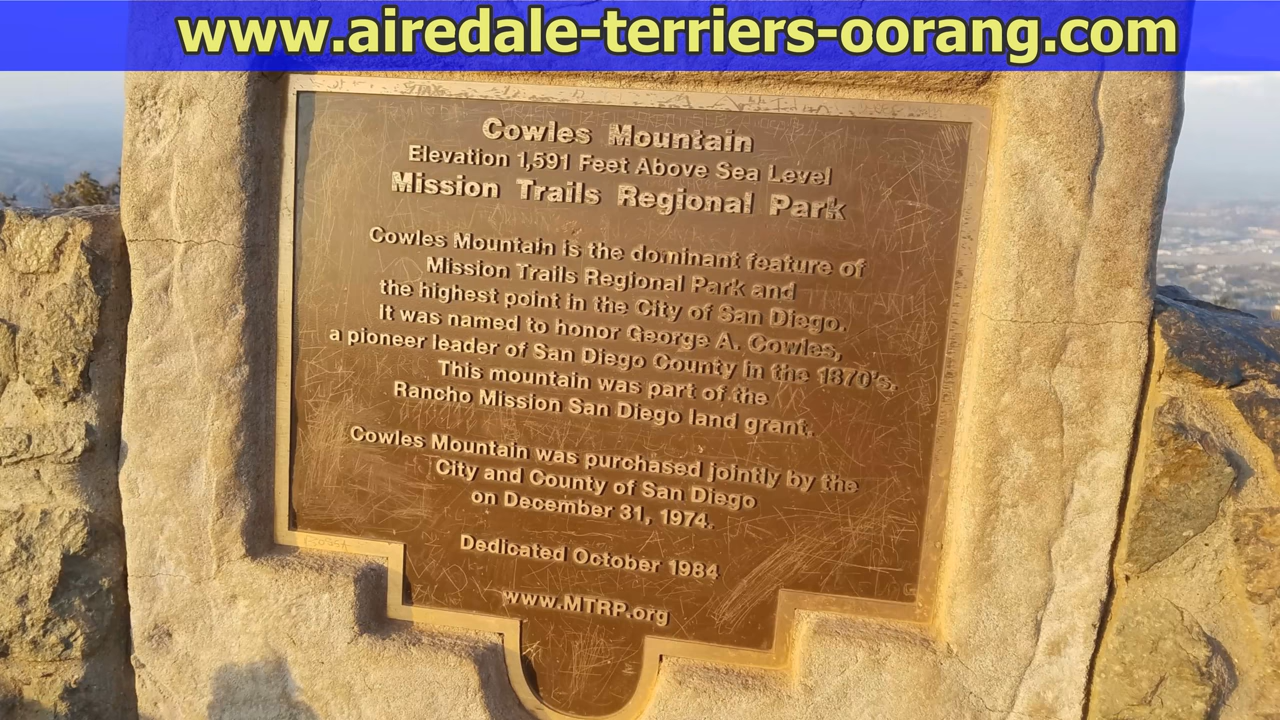 www.airedale-terriers-oorang.com
Cowles Mountain
Elevation 1,591 Feet Above Sea Level
Mission Trails Regional Park
Cowles Mountain is the dominant feature of
Mission Trails Regional Park and
the highest point in the City of San Diego.
It was named to honor George A. Cowles,
a pioneer leader of San Diego County in the 1870's.
This mountain was part of the
Rancho Mission San Diego land grant.
Cowles Mountain was purchased jointly by the
City and County of San Diego
on December 31, 1974.
Dedicated October 1984
www.MTRP.org